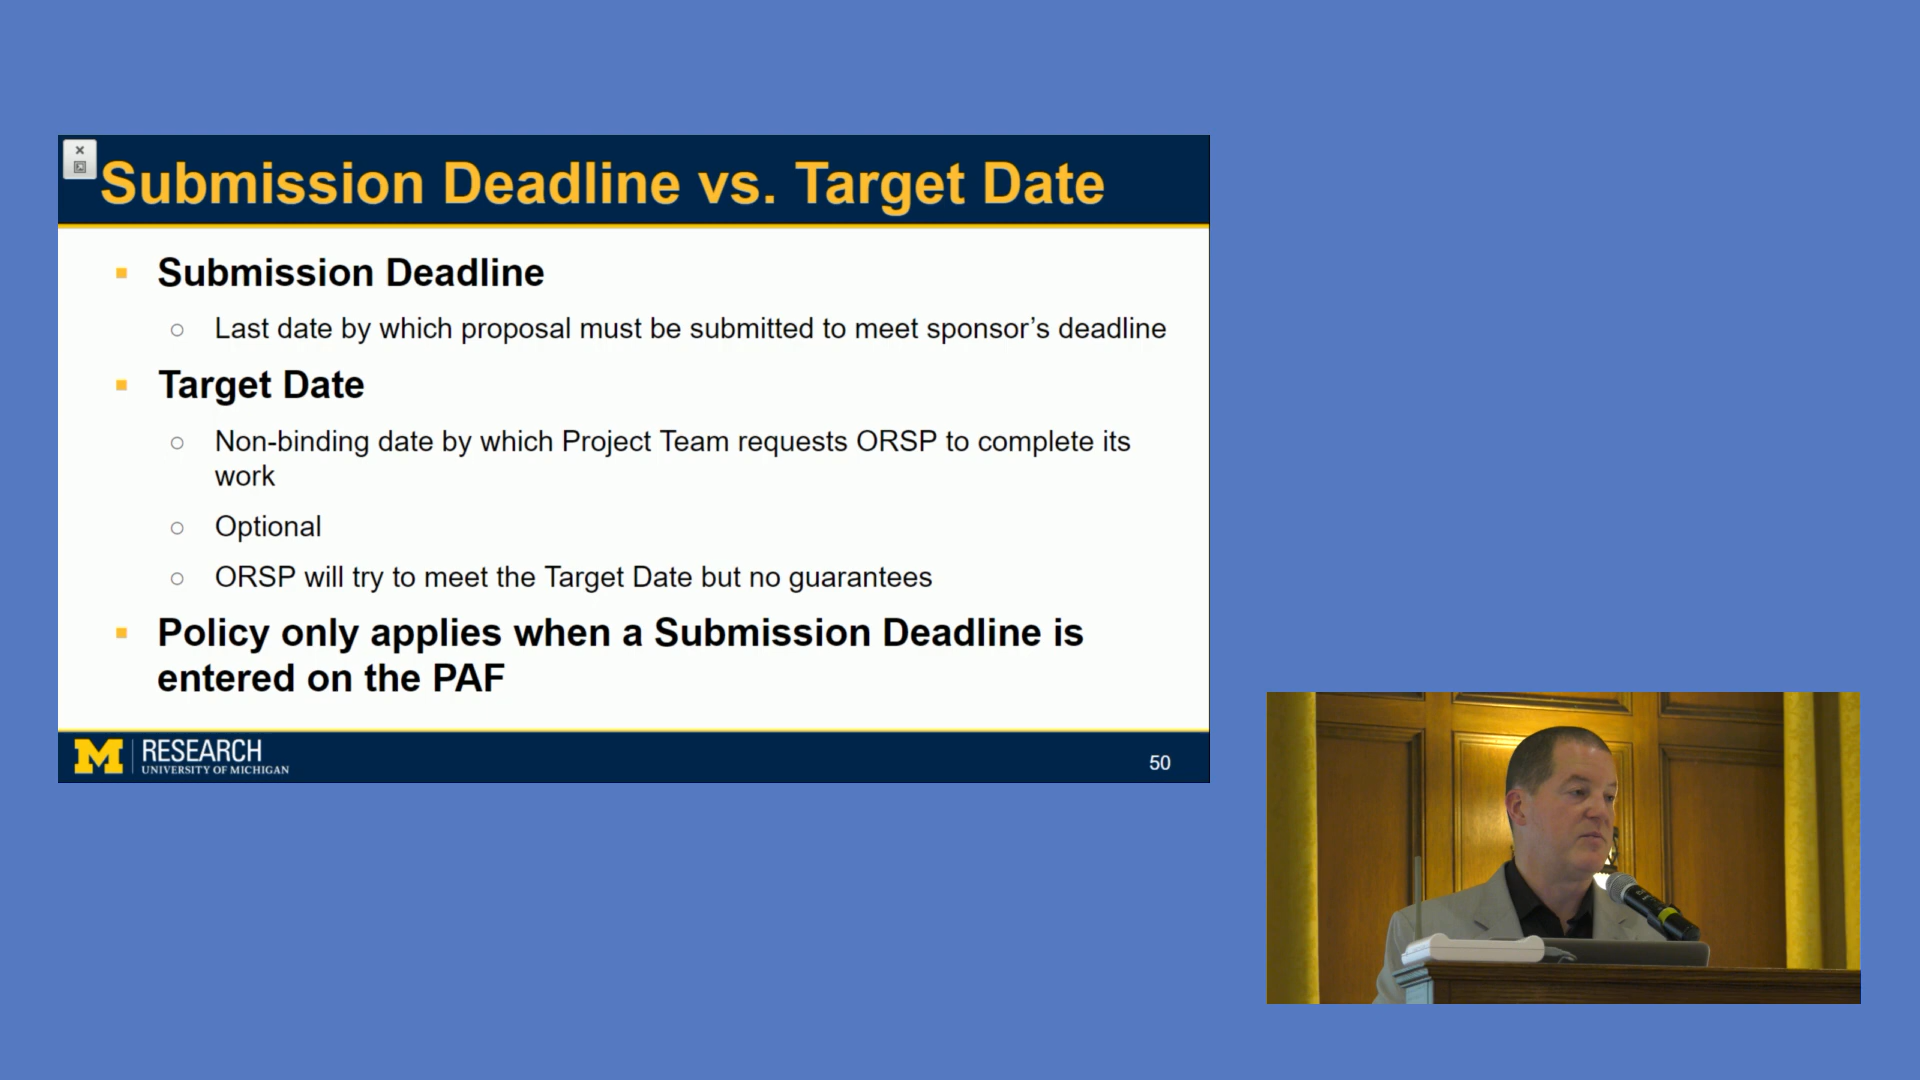 Submission Deadline vs. Target Date
Submission Deadline
Last date by which proposal must be submitted to meet sponsor's deadline
Target Date
Non-binding date by which Project Team requests ORSP to complete its
work
Optional
ORSP will try to meet the Target Date but no guarantees
Policy only applies when a Submission Deadline is
entered on the PAF
M RESEARCH
UNIVERSITY OF MICHIGAN
50